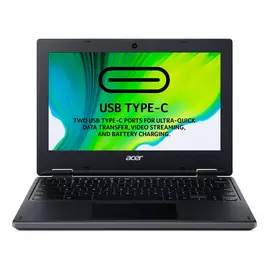 USB TYPE-C
TWO USB TYPE-C PORTS FOR ULTRA-QUICK
DATA TRANSFER, VIDEO STREAMING,
AND BATTERY CHARGING.
acer